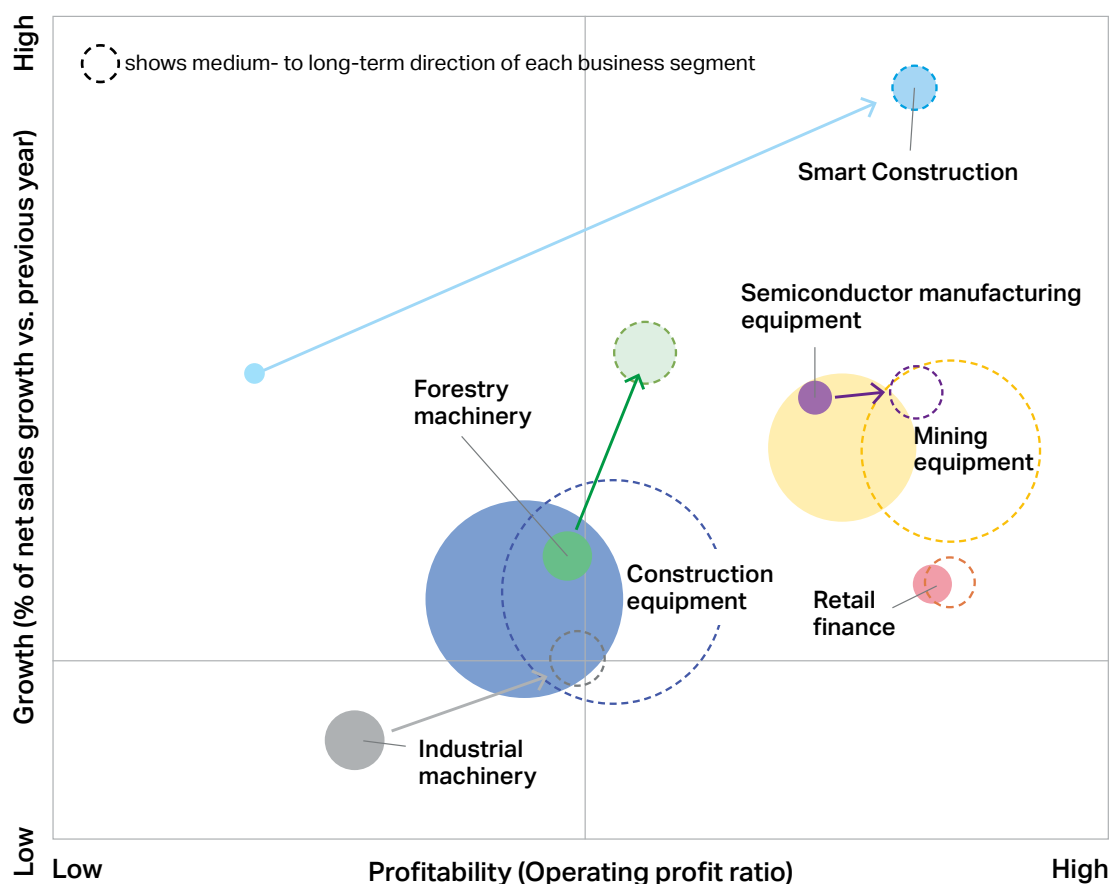 High
shows medium- to long-term direction of each business segment
Growth (% of net sales growth vs. previous year)
Smart Construction
Semiconductor manufacturing
equipment
Forestry
machinery
Mining
equipment
Construction
equipment
Retail
finance
Industrial
machinery
Low
Low
Profitability (Operating profit ratio)
High